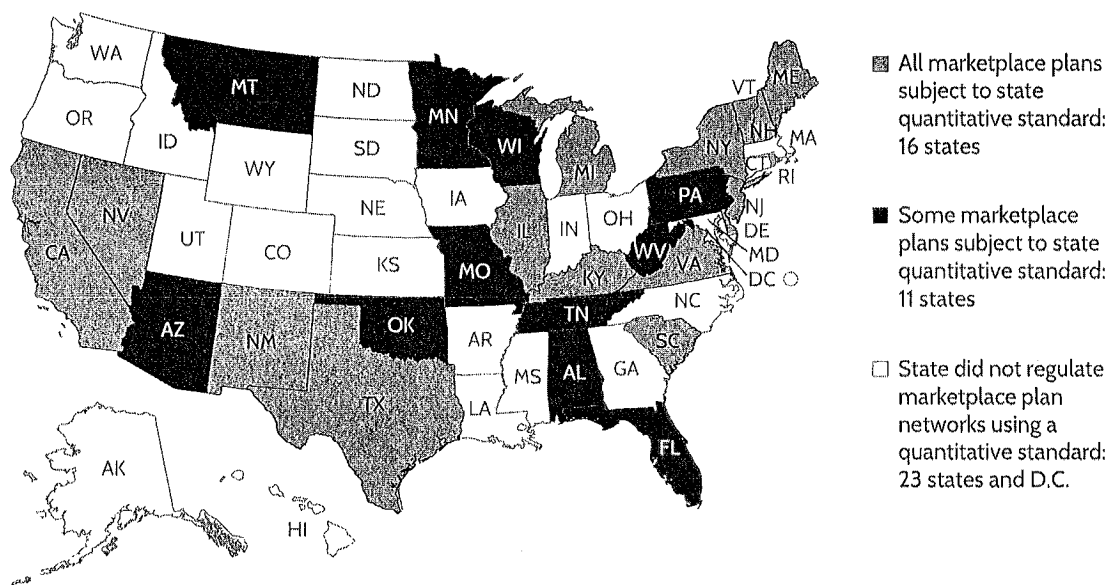 WA
MT
ND
MN
VT
ME
OR
ID
SD
WI
NY
NH
MA
WY
MI
CT
RI
IA
PA
NE
NJ
NV
IL
IN
OH
DE
UT
CO
WV
MD
CA
KS
MO
KY
VA
DC
NC
TN
AZ
NM
OK
AR
SC
MS
AL
GA
TX
LA
FL
AK
HI
All marketplace plans
subject to state
quantitative standard:
16 states
Some marketplace
plans subject to state
quantitative standard:
11 states
State did not regulate
marketplace plan
networks using a
quantitative standard:
23 states and D.C.